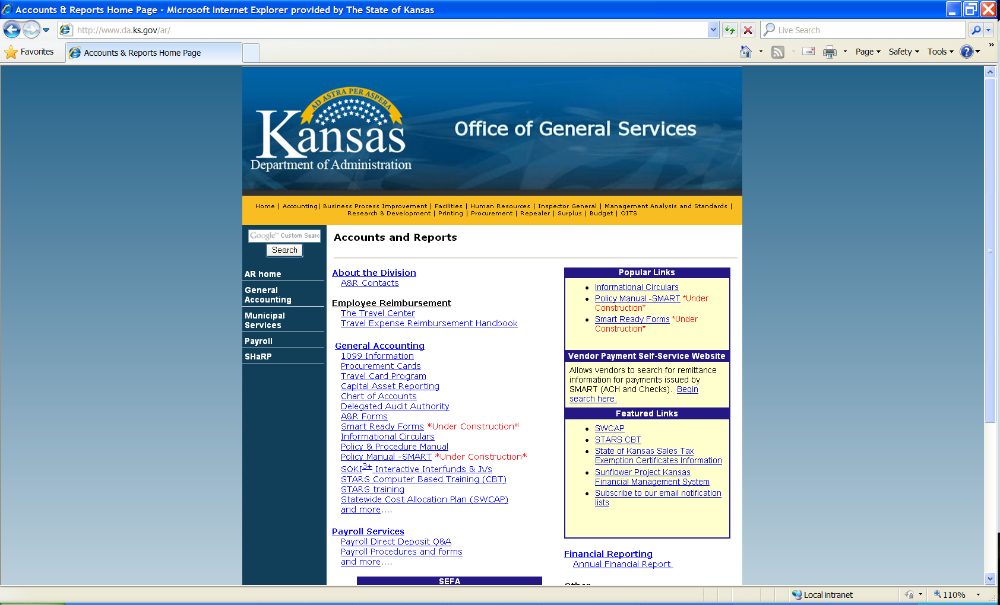 Accounts & Reports Home Page - Microsoft Internet Explorer provided by The State of Kansas
http://www.da.ks.gov/ar/
Live Search
Favorites
Accounts & Reports Home Page
Page
Safety
Tools
AD ASTRA PER ASPERA
Kansas
Department of Administration
Office of General Services
Home | Accounting| Business Process Improvement | Facilities | Human Resources | Inspector General | Management Analysis and Standards |
Research & Development | Printing | Procurement | Repealer | Surplus | Budget | OITS
Google™ Custom Searc
Search
AR home
General
Accounting
Municipal
Services
Payroll
SHaRP
Accounts and Reports
About the Division
A&R Contacts
Employee Reimbursement
The Travel Center
Travel Expense Reimbursement Handbook
General Accounting
1099 Information
Procurement Cards
Travel Card Program
Capital Asset Reporting
Chart of Accounts
Delegated Audit Authority
A&R Forms
Smart Ready Forms *Under Construction*
Informational Circulars
Policy & Procedure Manual
Policy Manual -SMART *Under Construction*
SOKI3+ Interactive Interfunds & JVs
STARS Computer Based Training (CBT)
STARS training
Statewide Cost Allocation Plan (SWCAP)
and more....
Payroll Services
Payroll Direct Deposit Q&A
Payroll Procedures and forms
and more....
SEFA
Popular Links
Informational Circulars
Policy Manual -SMART *Under
Construction*
Smart Ready Forms *Under
Construction*
Vendor Payment Self-Service Website
Allows vendors to search for remittance
information for payments issued by
SMART (ACH and Checks). Begin
search here.
Featured Links
SWCAP
STARS CBT
State of Kansas Sales Tax
Exemption Certificates Information
Sunflower Project Kansas
Financial Management System
Subscribe to our email notification
lists
Financial Reporting
Annual Financial Report
Other
Local intranet
110%